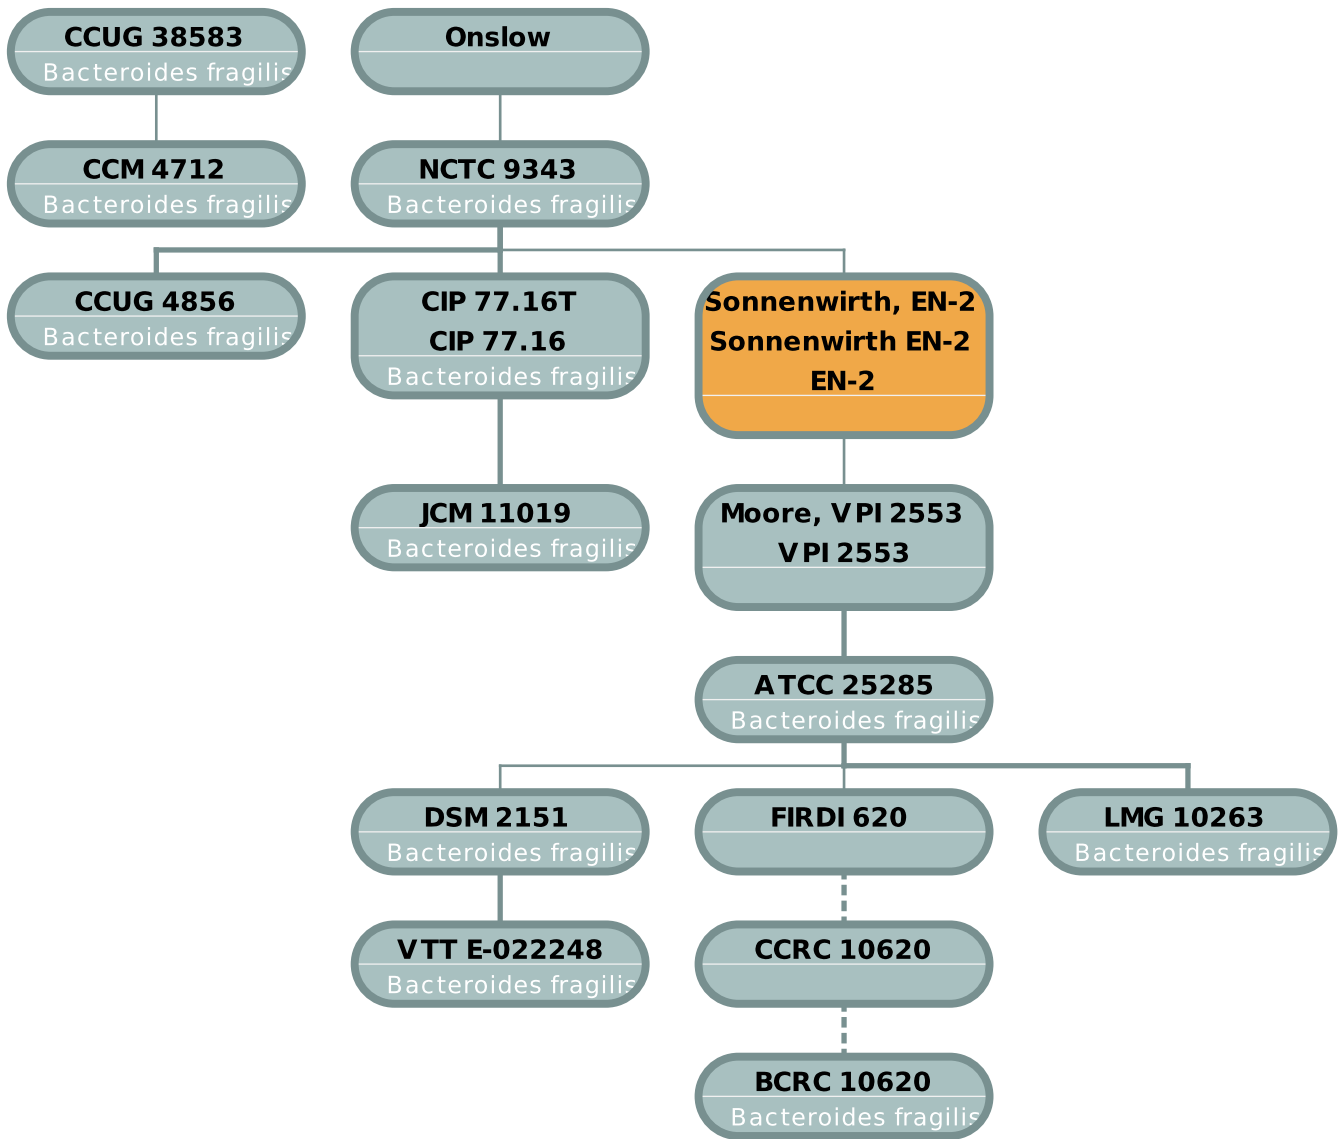 CCUG 38583
Bacteroides fragilis
Onslow
CCM 4712
Bacteroides fragilis
NCTC 9343
Bacteroides fragilis
CCUG 4856
Bacteroides fragilis
CIP 77.16T
CIP 77.16
Bacteroides fragilis
Sonnenwirth, EN-2
Sonnenwirth EN-2
EN-2
JCM 11019
Bacteroides fragilis
Moore, VPI 2553
VPI 2553
ATCC 25285
Bacteroides fragilis
DSM 2151
Bacteroides fragilis
FIRDI 620
LMG 10263
Bacteroides fragilis
VTT E-022248
Bacteroides fragilis
CCRC 10620
BCRC 10620
Bacteroides fragilis